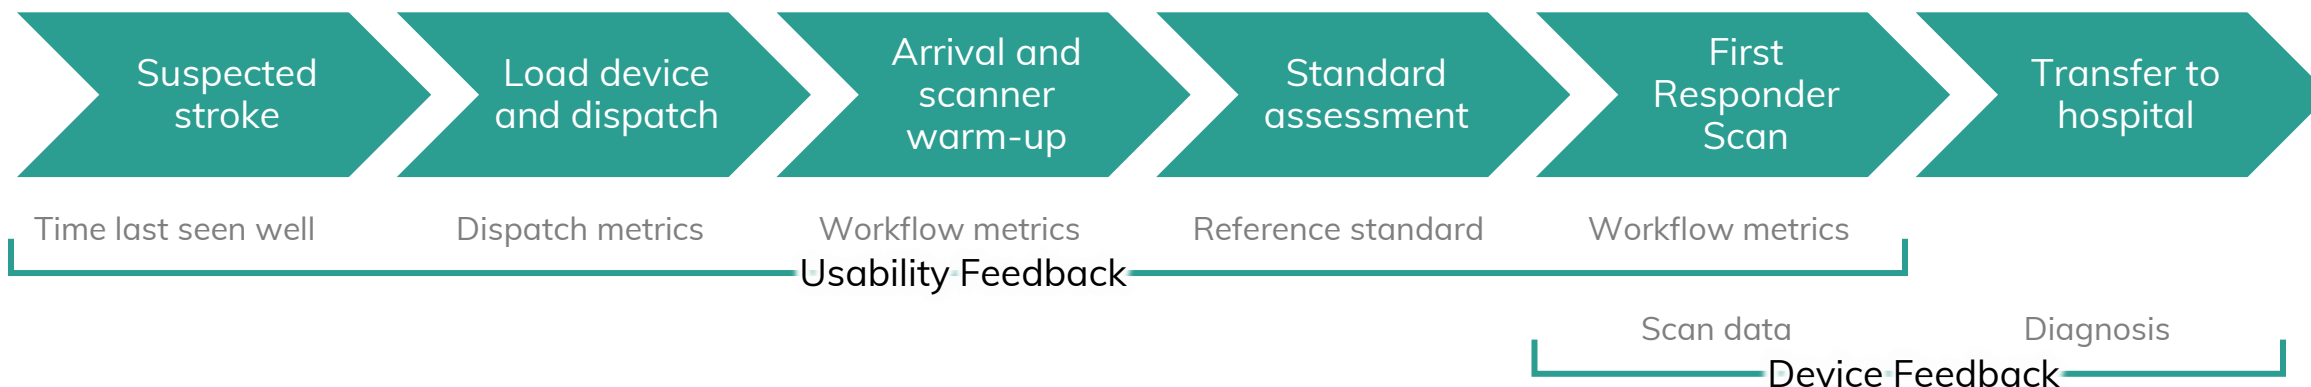 Suspected
stroke
Load device
and dispatch
Arrival and
scanner
warm-up
Standard
assessment
First
Responder
Scan
Transfer to
hospital
Time last seen well
Dispatch metrics
Workflow metrics
Reference standard
Workflow metrics
Usability Feedback
Scan data
Diagnosis
Device Feedback